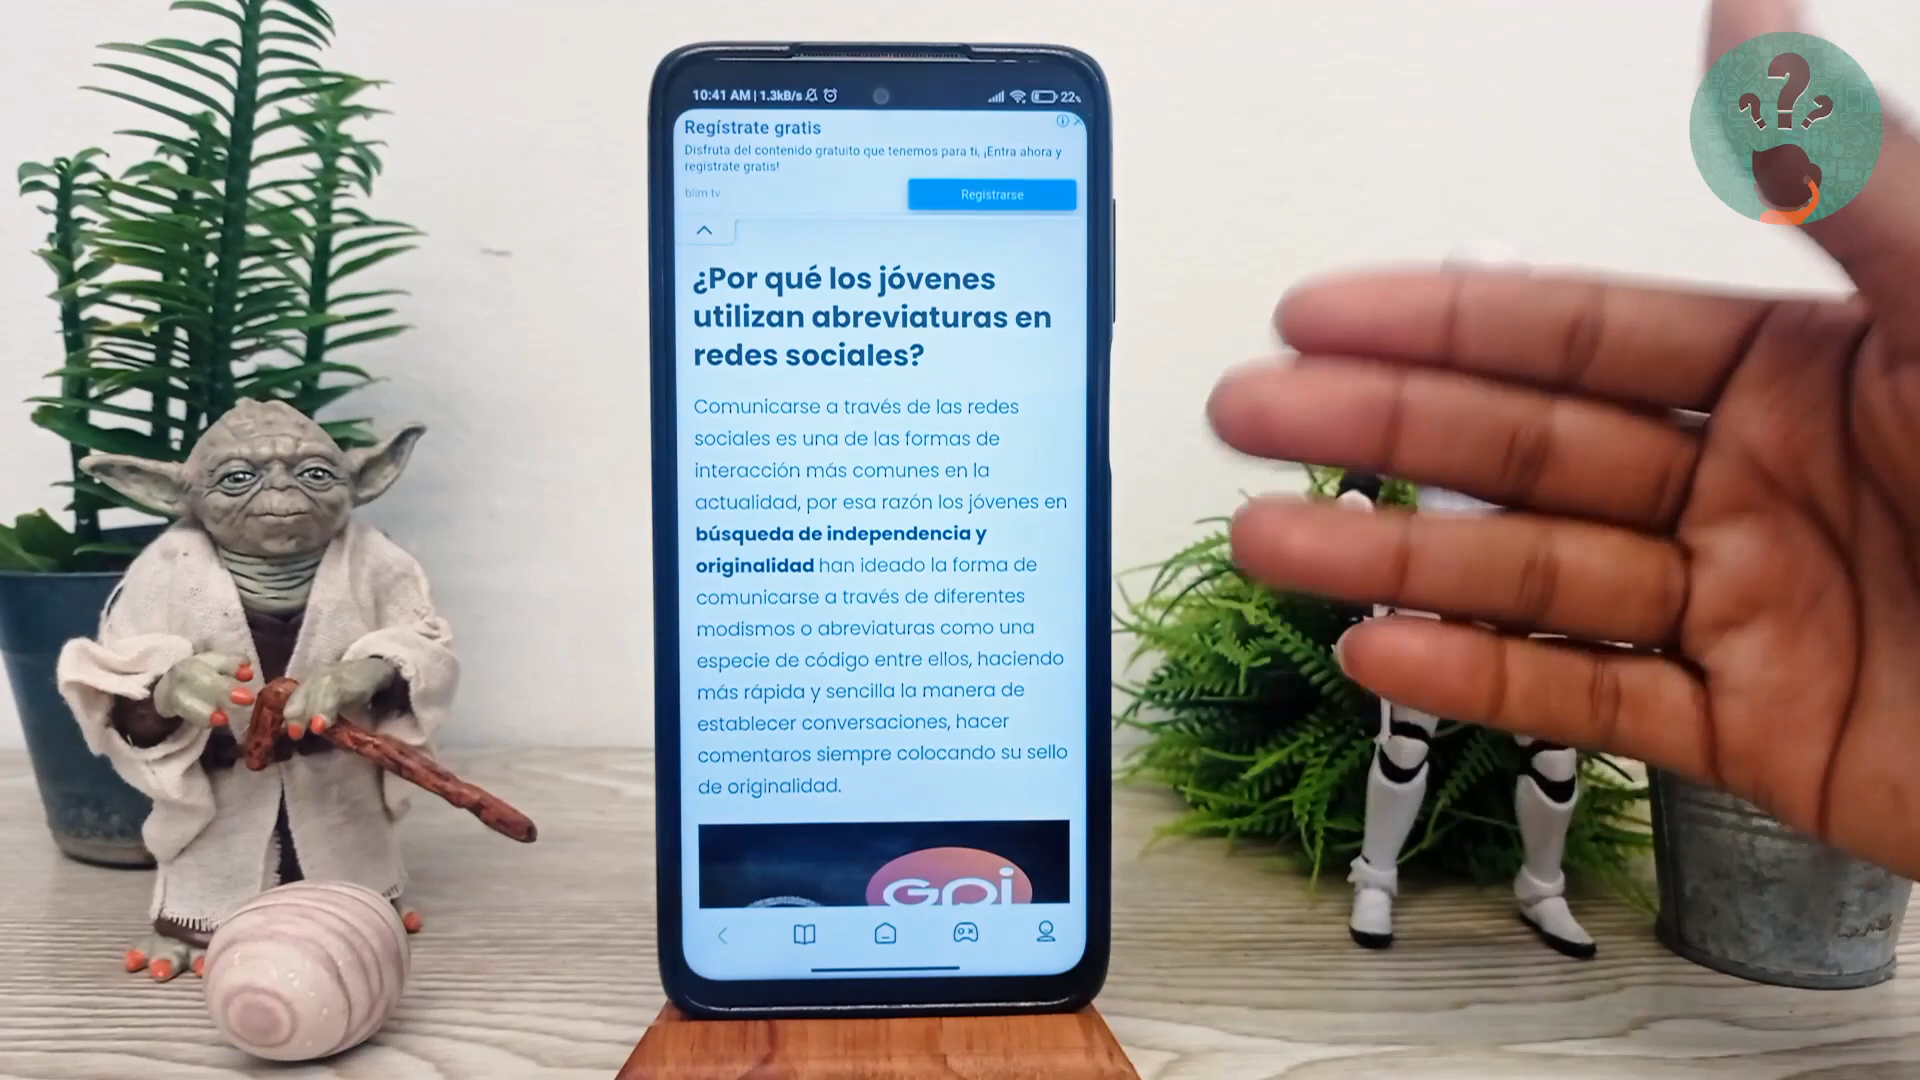 10:41 AM | 1.3kB/s
22%
Regístrate gratis
Disfruta del contenido gratuito que tenemos para ti, ¡Entra ahora y
regístrate gratis!
blim tv
Registrarse
¿Por qué los jóvenes
utilizan abreviaturas en
redes sociales?
Comunicarse a través de las redes
sociales es una de las formas de
interacción más comunes en la
actualidad, por esa razón los jóvenes en
búsqueda de independencia y
originalidad han ideado la forma de
comunicarse a través de diferentes
modismos o abreviaturas como una
especie de código entre ellos, haciendo
más rápida y sencilla la manera de
establecer conversaciones, hacer
comentaros siempre colocando su sello
de originalidad.